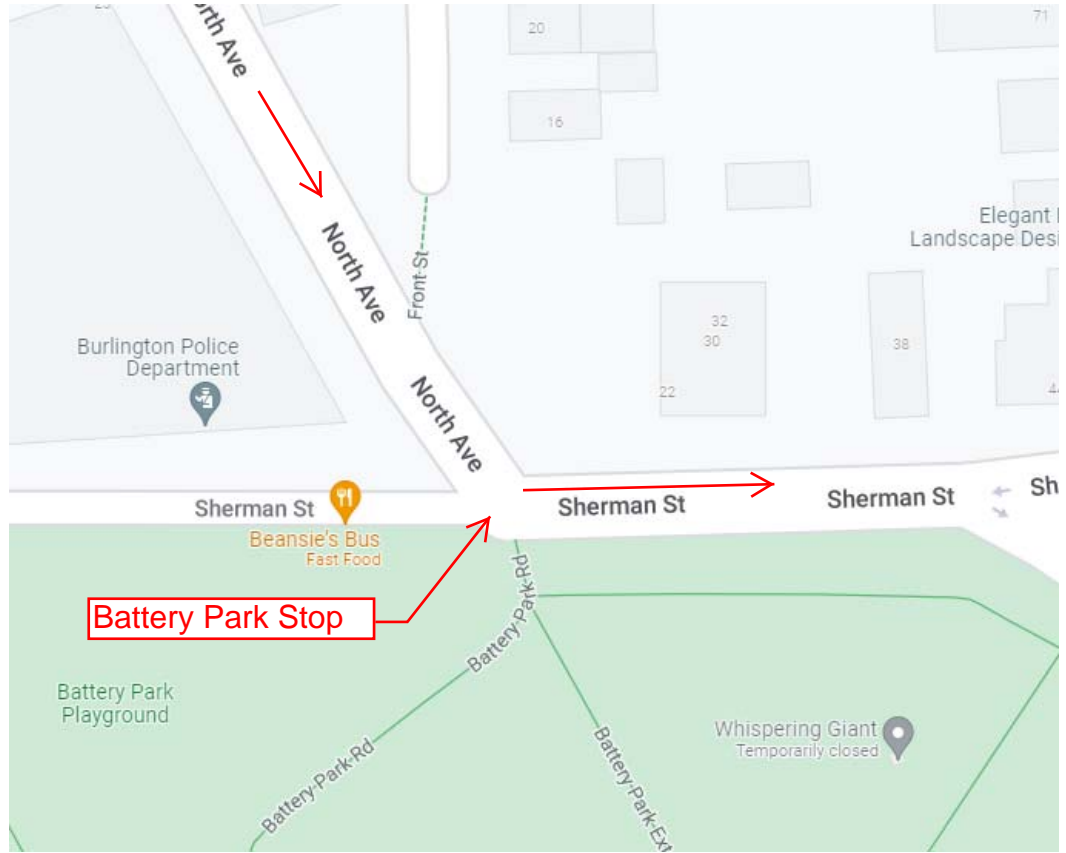 20
71
North Ave
16
Elegant
Landscape Desi
North Ave
Front St
32
30
38
22
Burlington Police
Department
North Ave
Sherman St
Sherman St
Sherman St
Sh
Beansie's Bus
Fast Food
Battery Park Stop
Battery-Park-Rd
Battery Park
Playground
Whispering Giant
Temporarily closed
Battery-Park-Rd
Battery-Park-Ext